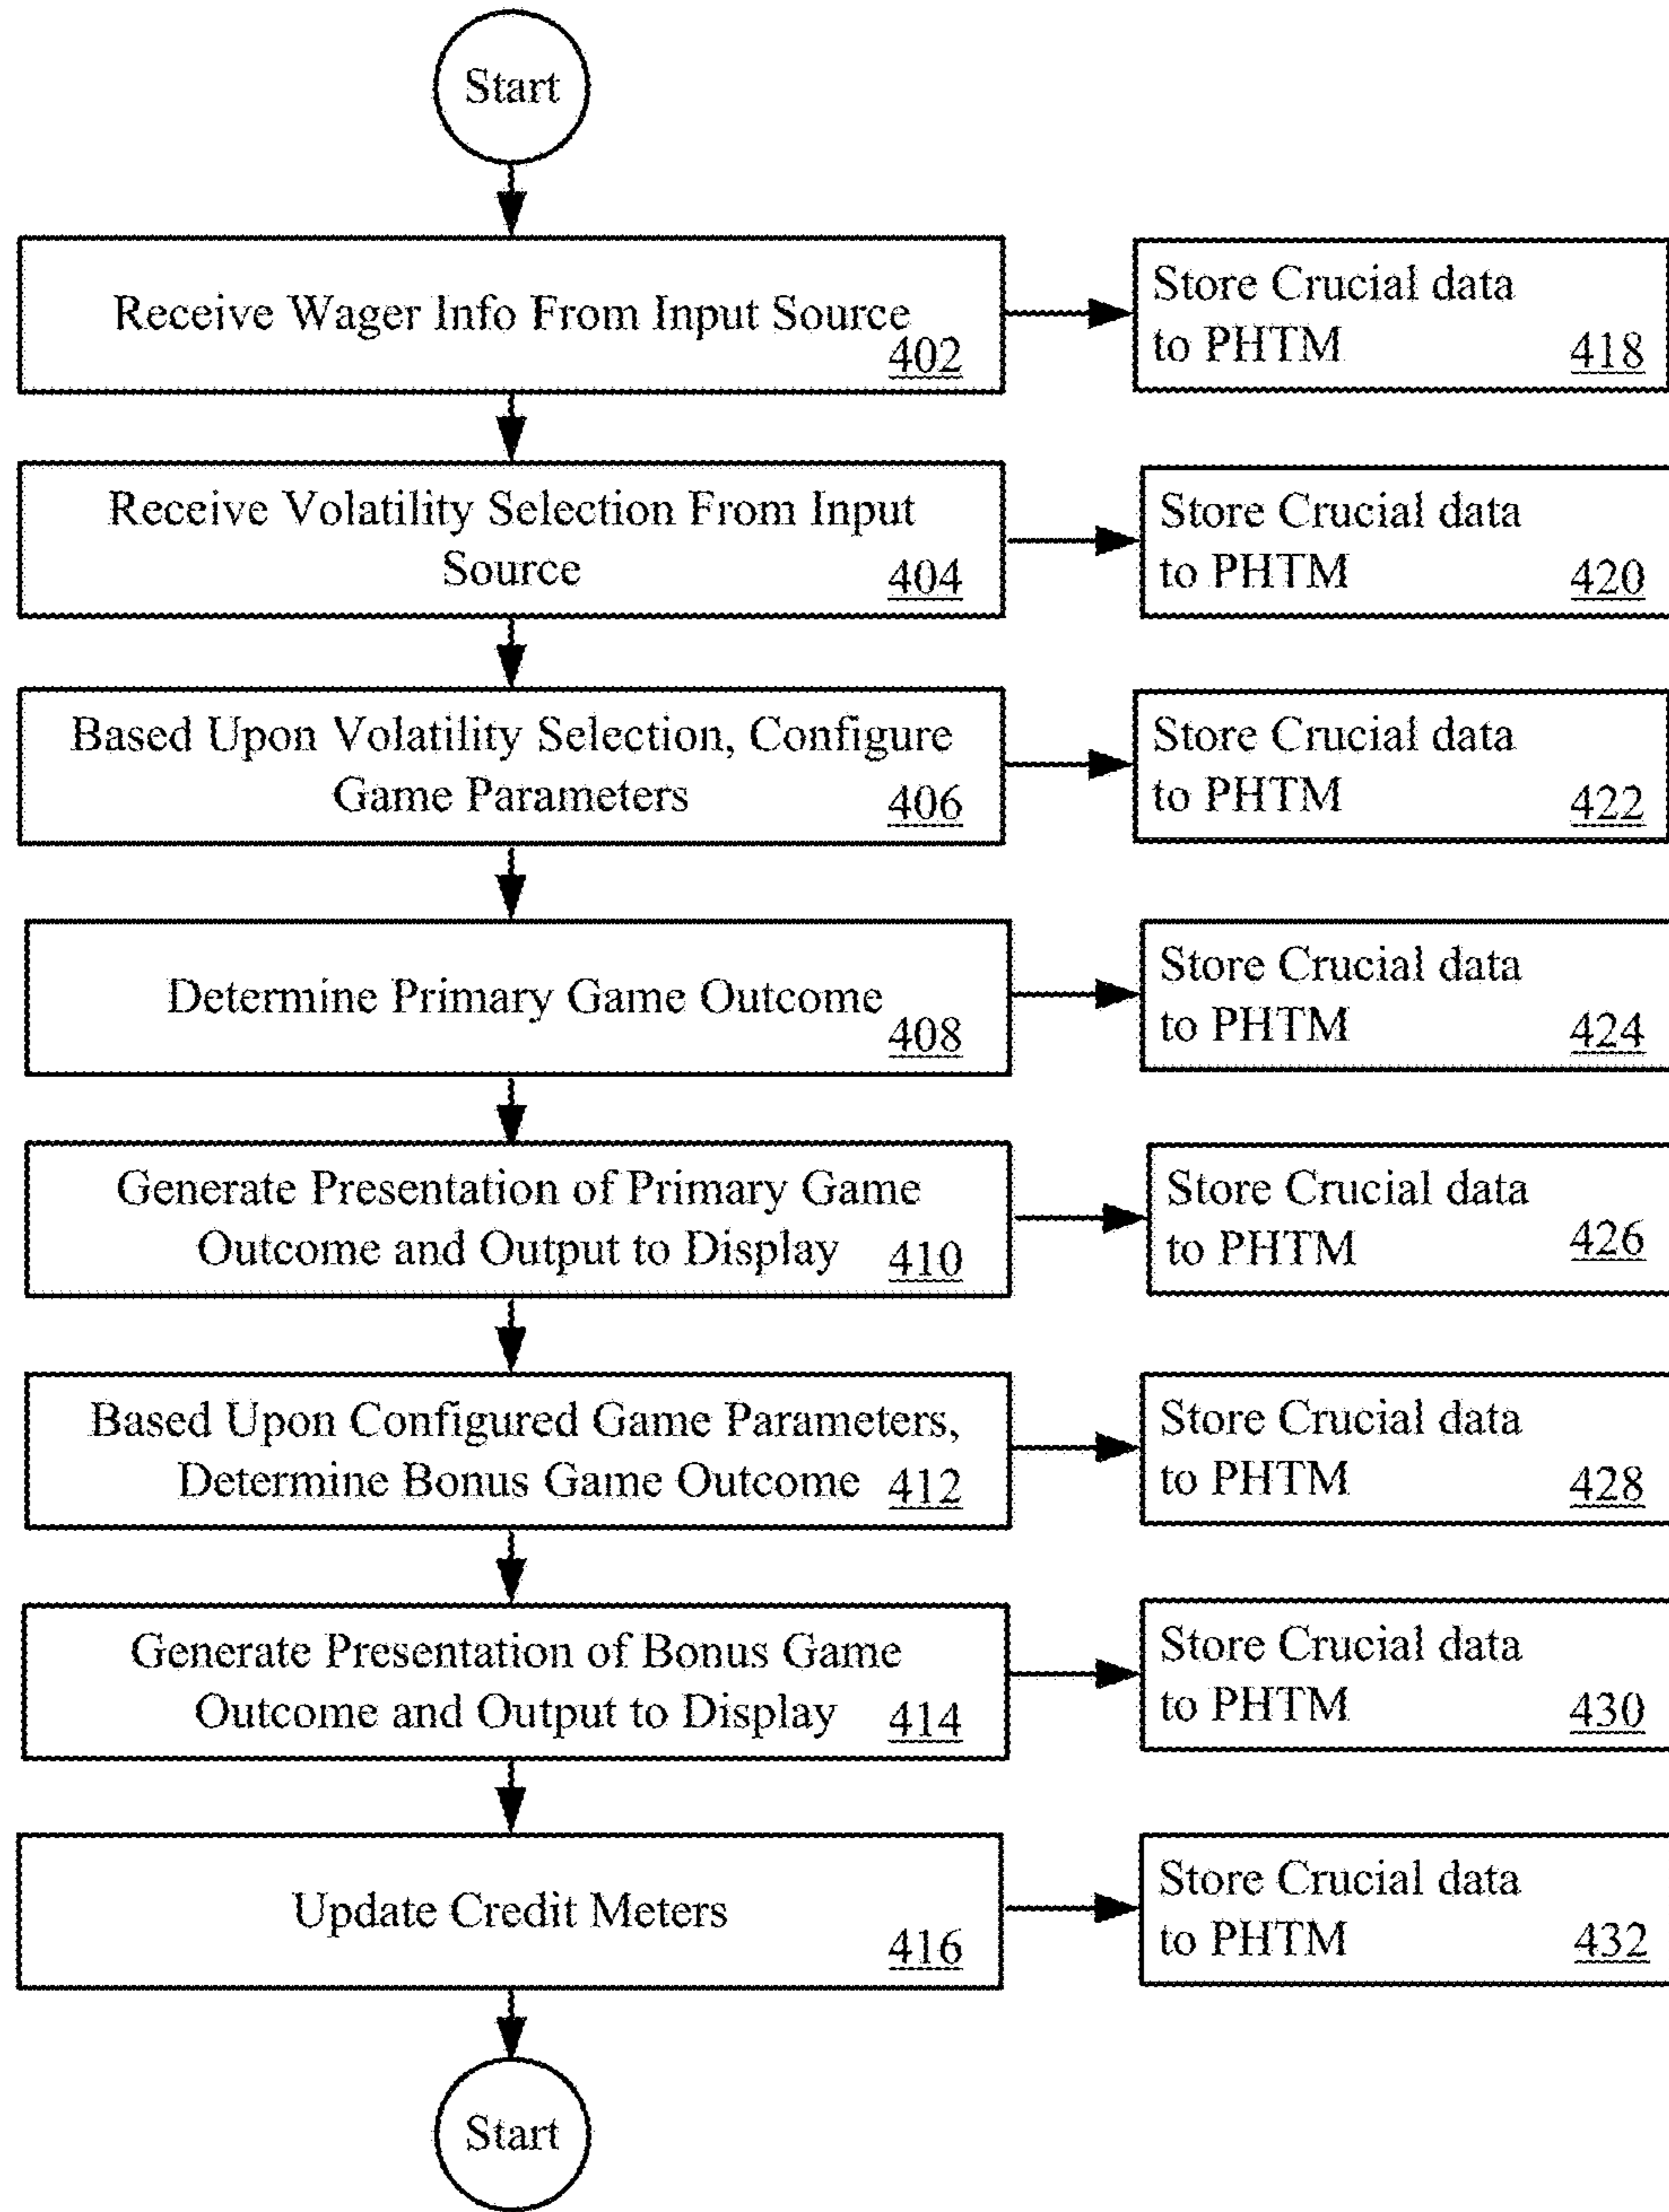 Start
Receive Wager Info From Input Source
402
Store Crucial data
to PHTM
418
Receive Volatility Selection From Input
Source
404
Store Crucial data
to PHTM
420
Based Upon Volatility Selection, Configure
Game Parameters
406
Store Crucial data
to PHTM
422
Determine Primary Game Outcome
408
Store Crucial data
to PHTM
424
Generate Presentation of Primary Game
Outcome and Output to Display
410
Store Crucial data
to PHTM
426
Based Upon Configured Game Parameters,
Determine Bonus Game Outcome
412
Store Crucial data
to PHTM
428
Generate Presentation of Bonus Game
Outcome and Output to Display
414
Store Crucial data
to PHTM
430
Update Credit Meters
416
Store Crucial data
to PHTM
432
Start